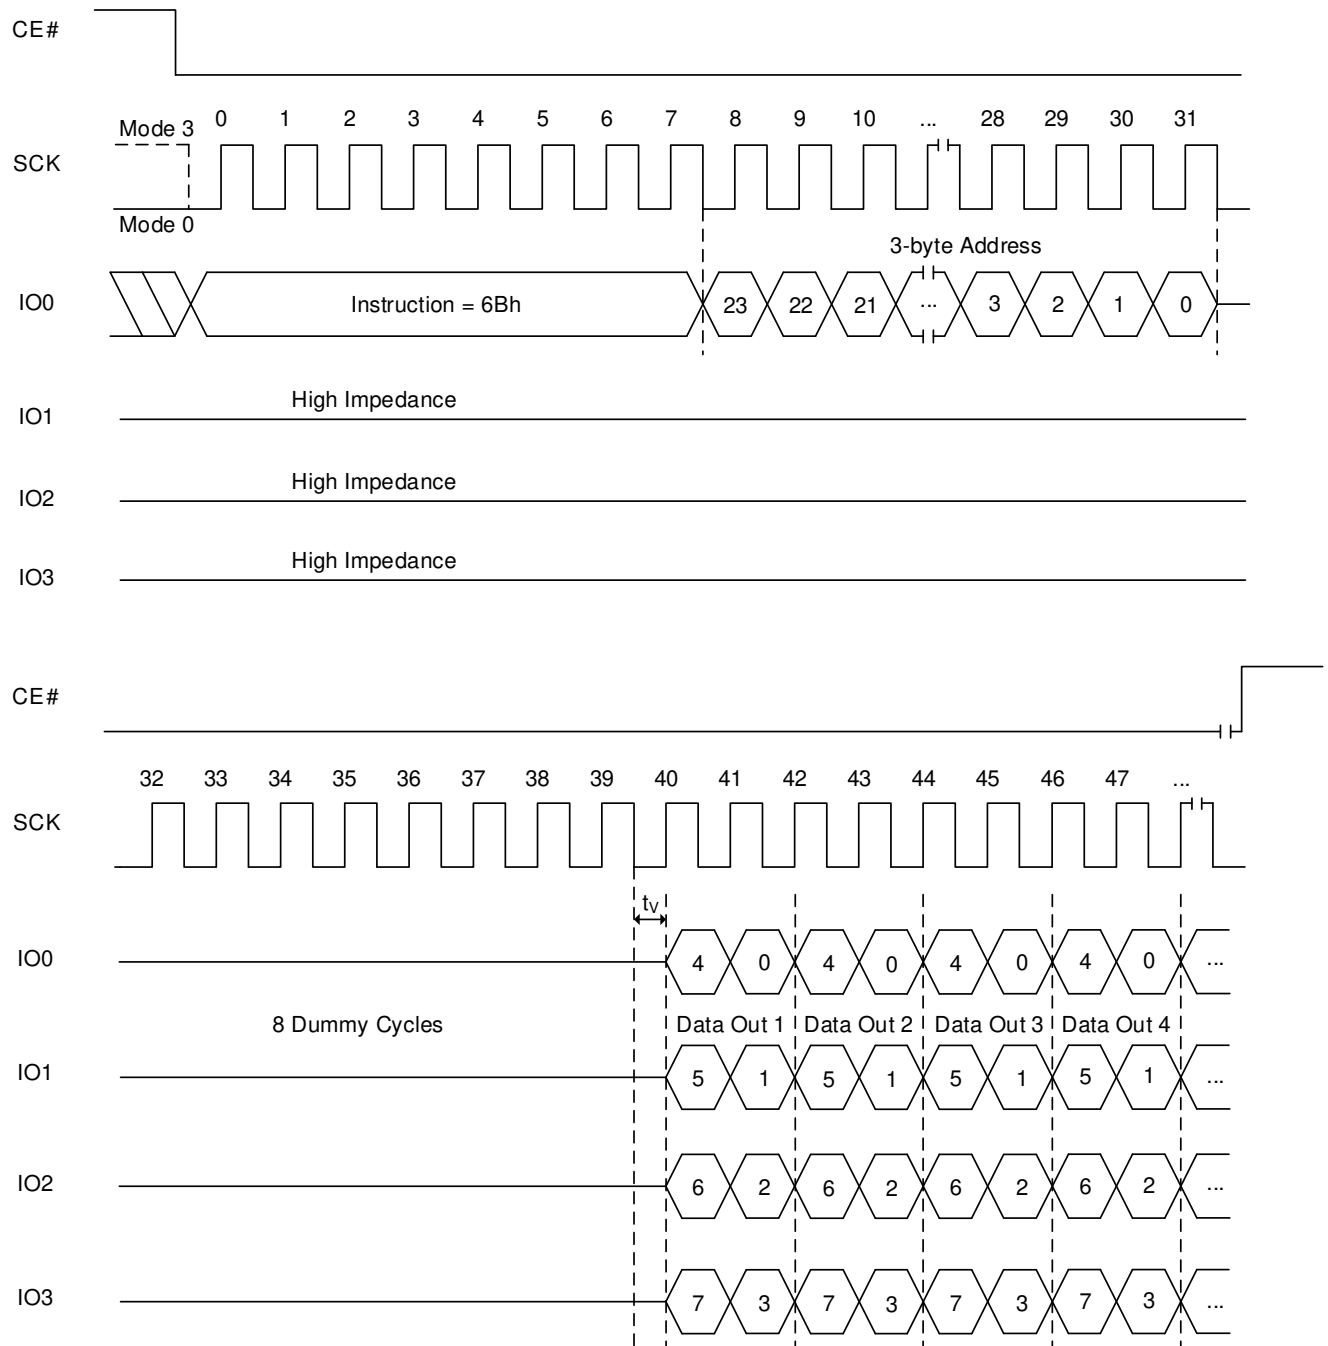 CE#
Mode 3 0 1 2 3 4 5 6 7 8 9 10 ... 28 29 30 31
SCK
Mode 0
3-byte Address
IO0 Instruction = 6Bh 23 22 21 ... 3 2 1 0
High Impedance
IO1
High Impedance
IO2
High Impedance
IO3
CE#
32 33 34 35 36 37 38 39 40 41 42 43 44 45 46 47 ...
SCK
tV
IO0 4 0 4 0 4 0 4 0 ...
8 Dummy Cycles Data Out 1 Data Out 2 Data Out 3 Data Out 4
IO1 5 1 5 1 5 1 5 1 ...
IO2 6 2 6 2 6 2 6 2 ...
IO3 7 3 7 3 7 3 7 3 ...